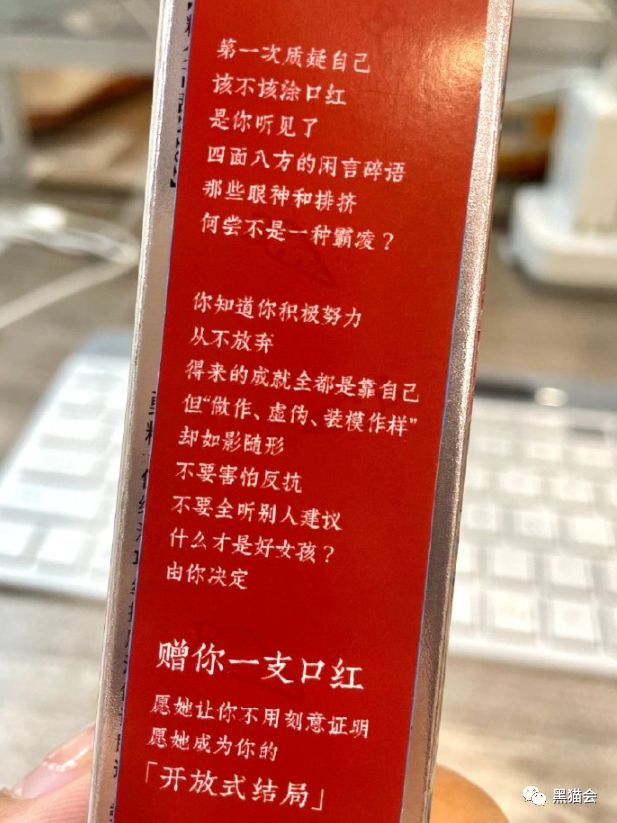 第一次质疑自己
该不该涂口红
是你听见了
四面八方的闲言碎语
那些眼神和排挤
何尝不是一种霸凌？
你知道你积极努力
从不放弃
得来的成就全都是靠自己
但“做作、虚伪、装模作样”
却如影随形
不要害怕反抗
不要全听别人建议
什么才是好女孩？
由你决定
赠你一支口红
愿她让你不用刻意证明
愿她成为你的
「开放式结局」
黑猫会